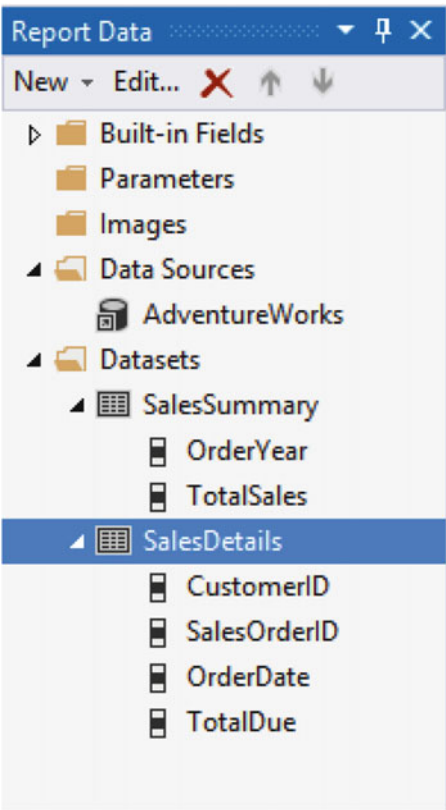 Report Data
New Edit...
Built-in Fields
Parameters
Images
Data Sources
AdventureWorks
Datasets
SalesSummary
OrderYear
TotalSales
SalesDetails
CustomerID
SalesOrderID
OrderDate
TotalDue